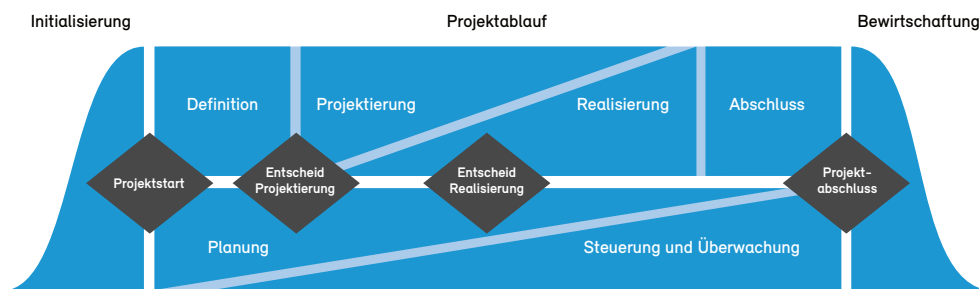 Initialisierung
Projektablauf
Bewirtschaftung
Definition
Projektierung
Realisierung
Abschluss
Projektstart
Entscheid
Projektierung
Entscheid
Realisierung
Projekt-
abschluss
Planung
Steuerung und Überwachung